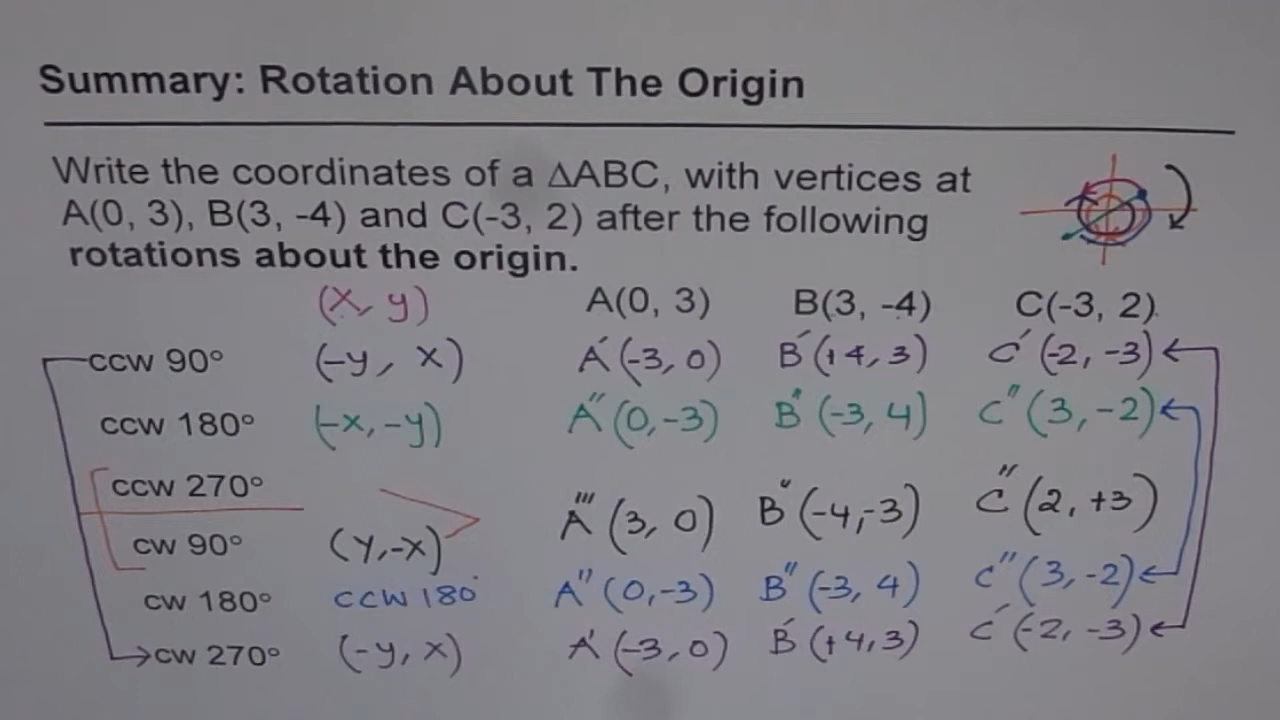 Summary: Rotation About The Origin
Write the coordinates of a ΔABC, with vertices at
A(0, 3), B(3, -4) and C(-3, 2) after the following
rotations about the origin.
(x, y) A(0, 3) B(3, -4) C(-3, 2)
ccw 90° (-y, x) A'(-3, 0) B'(+4, 3) C'(-2, -3)
ccw 180° (-x, -y) A''(0, -3) B''(-3, 4) C''(3, -2)
ccw 270°
A'''(3, 0) B''(-4, -3) C''(2, +3)
cw 90° (y, -x)
cw 180° CCW 180° A''(0, -3) B''(-3, 4) C''(3, -2)
cw 270° (-y, x) A'(-3, 0) B'(+4, 3) C'(-2, -3)